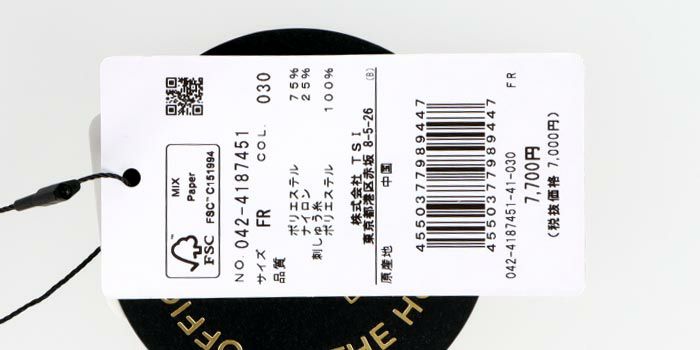 MIX
Paper
FSC
FSC™ C151994
NO. 042-4187451
サイズ FR COL. 030
品質
ポリエステル 75%
ナイロン 25%
刺しゅう糸
ポリエステル 100%
株式会社 TSI
東京都港区赤坂 8-5-26 (B)
原産地 中国
4550377989447
4550377989447
FR
042-4187451-41-030
7,700円
(税抜価格 7,000円)
OFFIC
THE HO